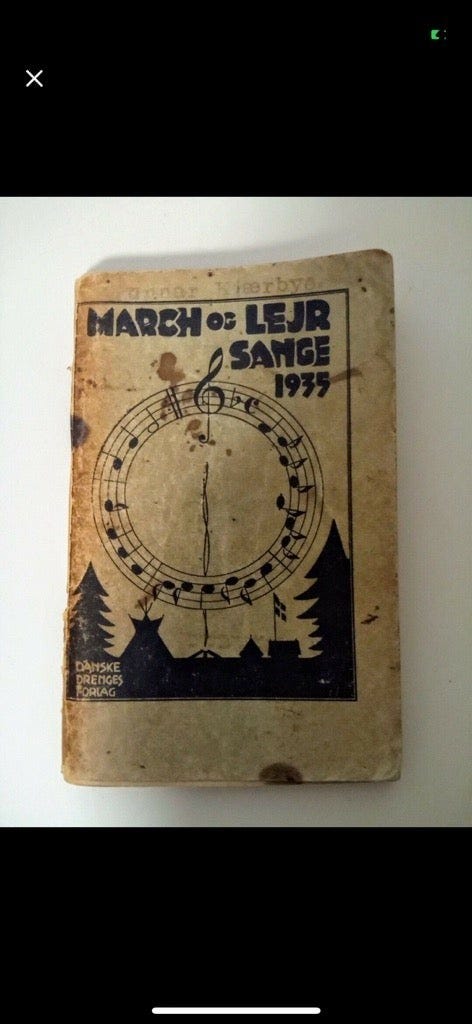 MARCH OG LEJR
SANGE
1935
DANSKE
DRENGES
FORLAG